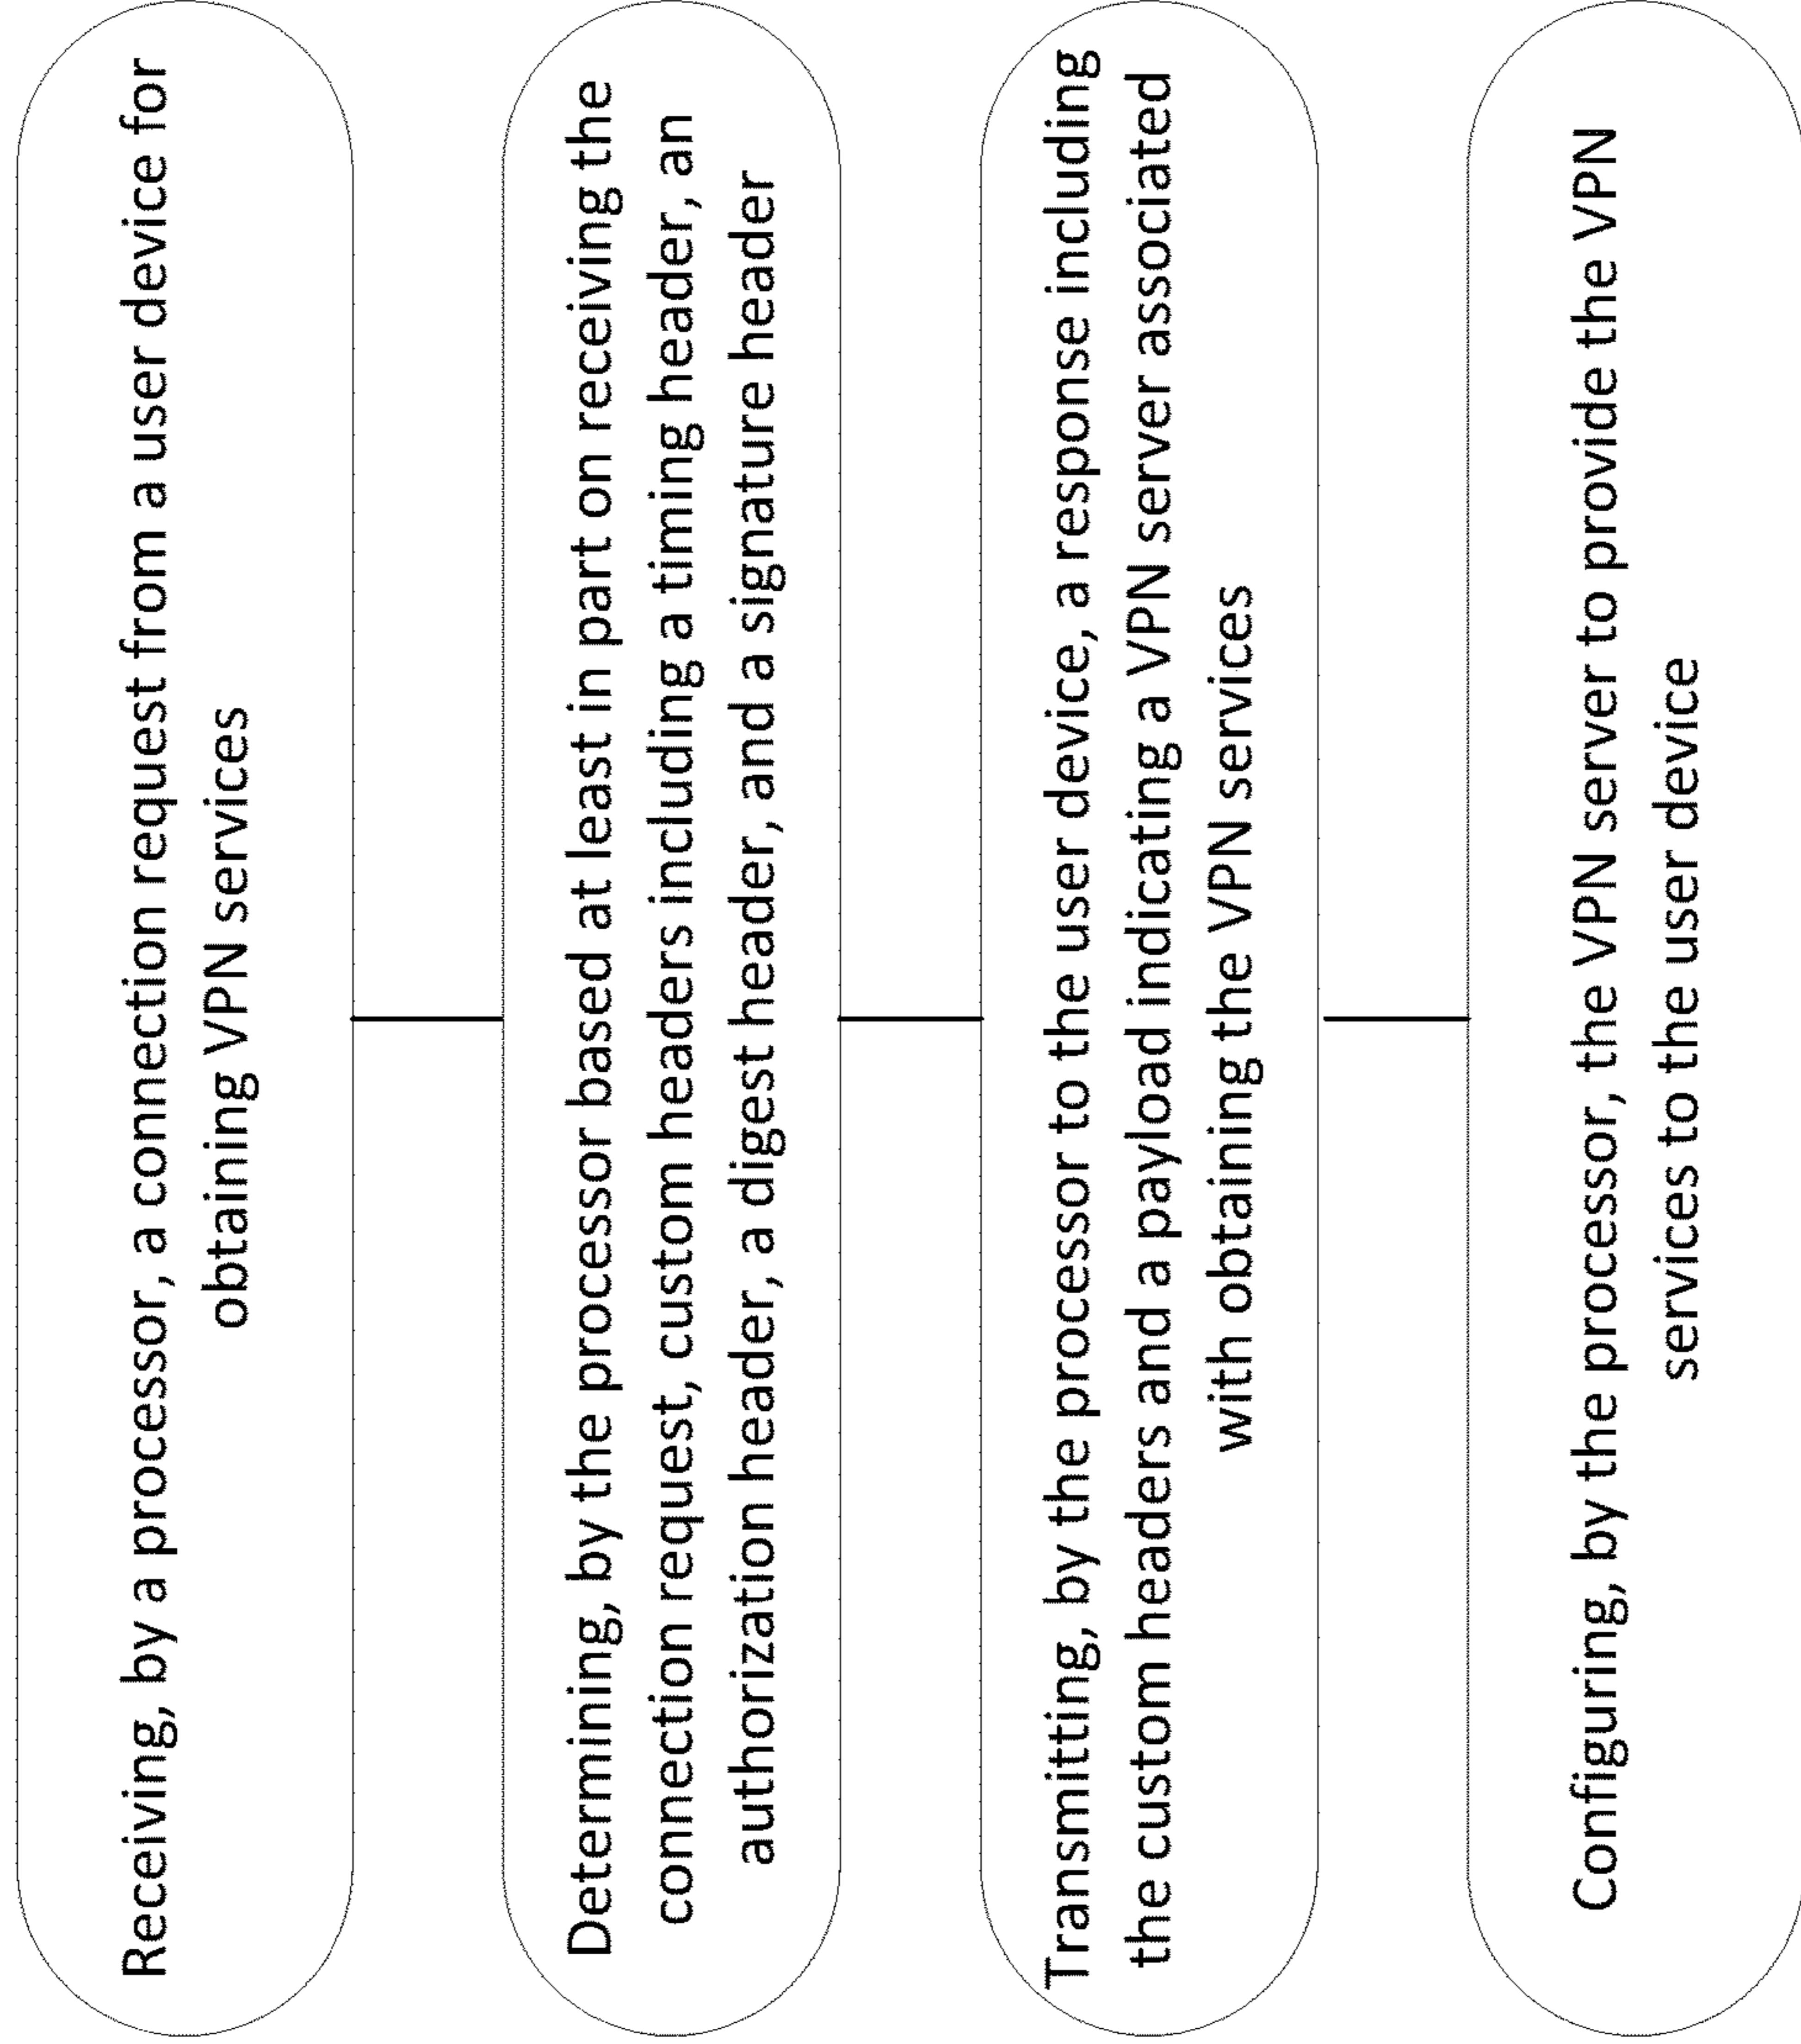 Receiving, by a processor, a connection request from a user device for
obtaining VPN services
Determining, by the processor based at least in part on receiving the
connection request, custom headers including a timing header, an
authorization header, a digest header, and a signature header
Transmitting, by the processor to the user device, a response including
the custom headers and a payload indicating a VPN server associated
with obtaining the VPN services
Configuring, by the processor, the VPN server to provide the VPN
services to the user device